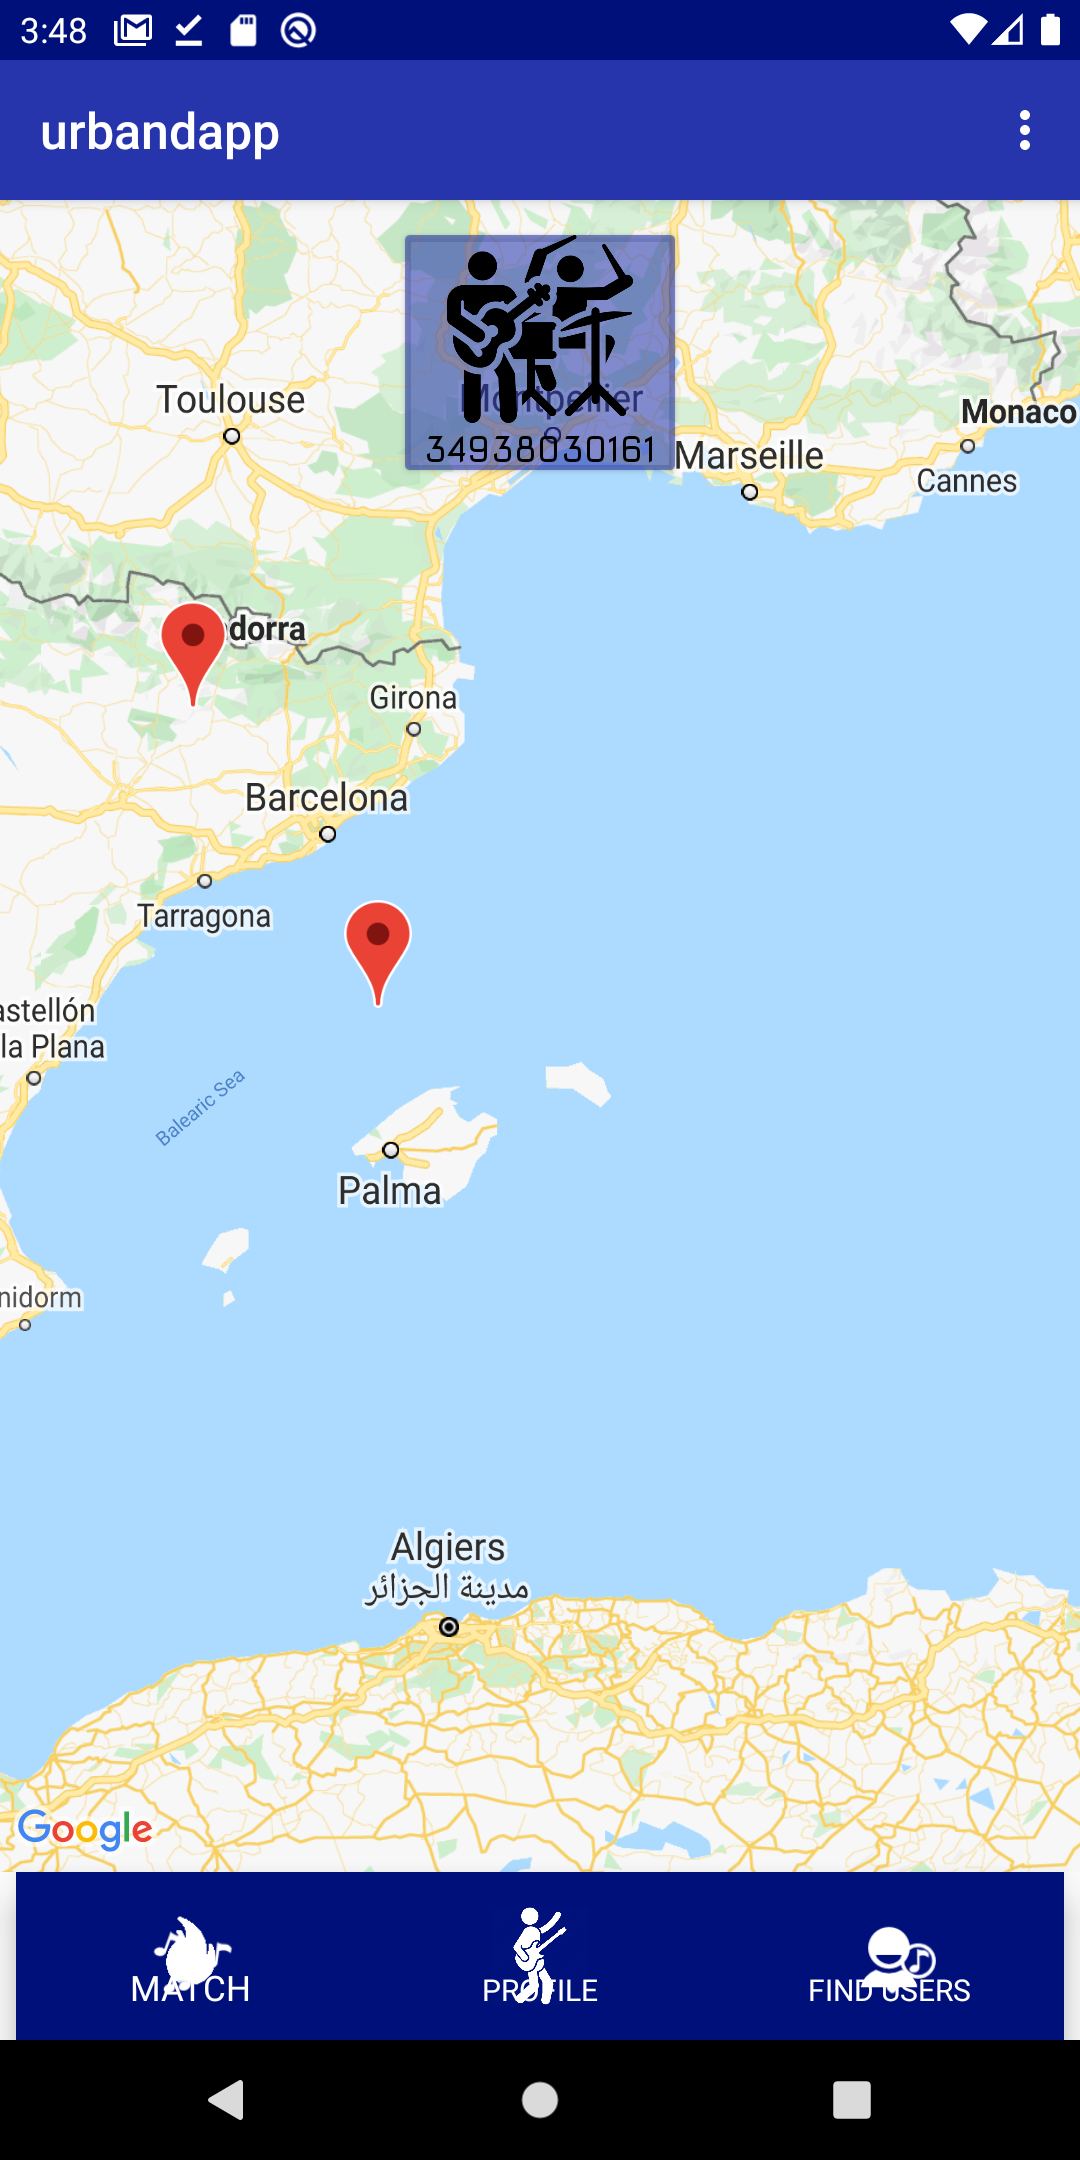 3:48
urbandapp
Toulouse
Montpellier
34938030161
Marseille
Monaco
Cannes
dorra
Girona
Barcelona
Tarragona
astellón
la Plana
Balearic Sea
Palma
nidorm
Algiers
مدينة الجزائر
Google
MATCH
PROFILE
FIND USERS